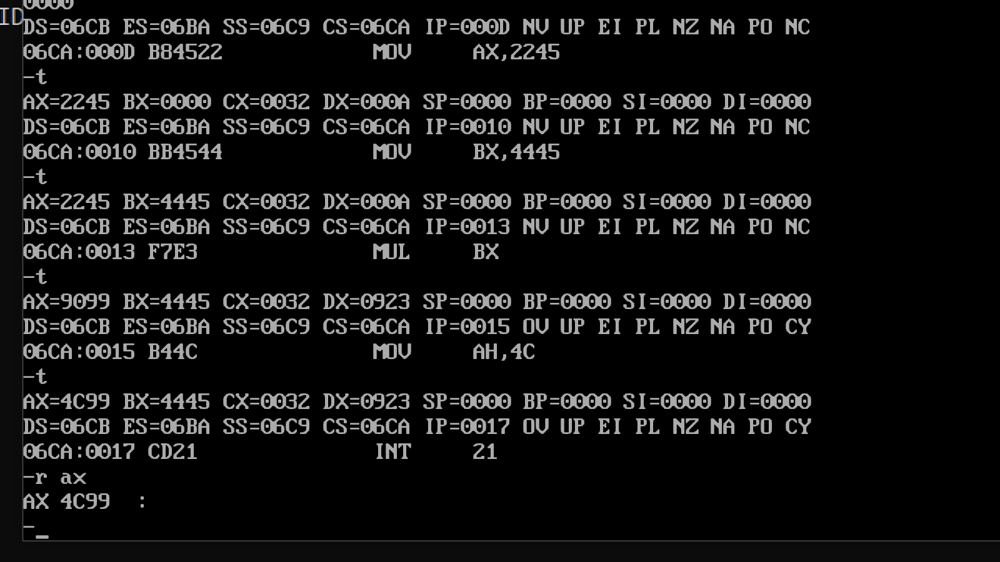 0000
ID
DS=06CB ES=06BA SS=06C9 CS=06CA IP=000D NV UP EI PL NZ NA PO NC
06CA:000D B84522 MOV AX,2245
-t
AX=2245 BX=0000 CX=0032 DX=000A SP=0000 BP=0000 SI=0000 DI=0000
DS=06CB ES=06BA SS=06C9 CS=06CA IP=0010 NV UP EI PL NZ NA PO NC
06CA:0010 BB4544 MOV BX,4445
-t
AX=2245 BX=4445 CX=0032 DX=000A SP=0000 BP=0000 SI=0000 DI=0000
DS=06CB ES=06BA SS=06C9 CS=06CA IP=0013 NV UP EI PL NZ NA PO NC
06CA:0013 F7E3 MUL BX
-t
AX=9099 BX=4445 CX=0032 DX=0923 SP=0000 BP=0000 SI=0000 DI=0000
DS=06CB ES=06BA SS=06C9 CS=06CA IP=0015 OV UP EI PL NZ NA PO CY
06CA:0015 B44C MOV AH,4C
-t
AX=4C99 BX=4445 CX=0032 DX=0923 SP=0000 BP=0000 SI=0000 DI=0000
DS=06CB ES=06BA SS=06C9 CS=06CA IP=0017 OV UP EI PL NZ NA PO CY
06CA:0017 CD21 INT 21
-r ax
AX 4C99 :
-_